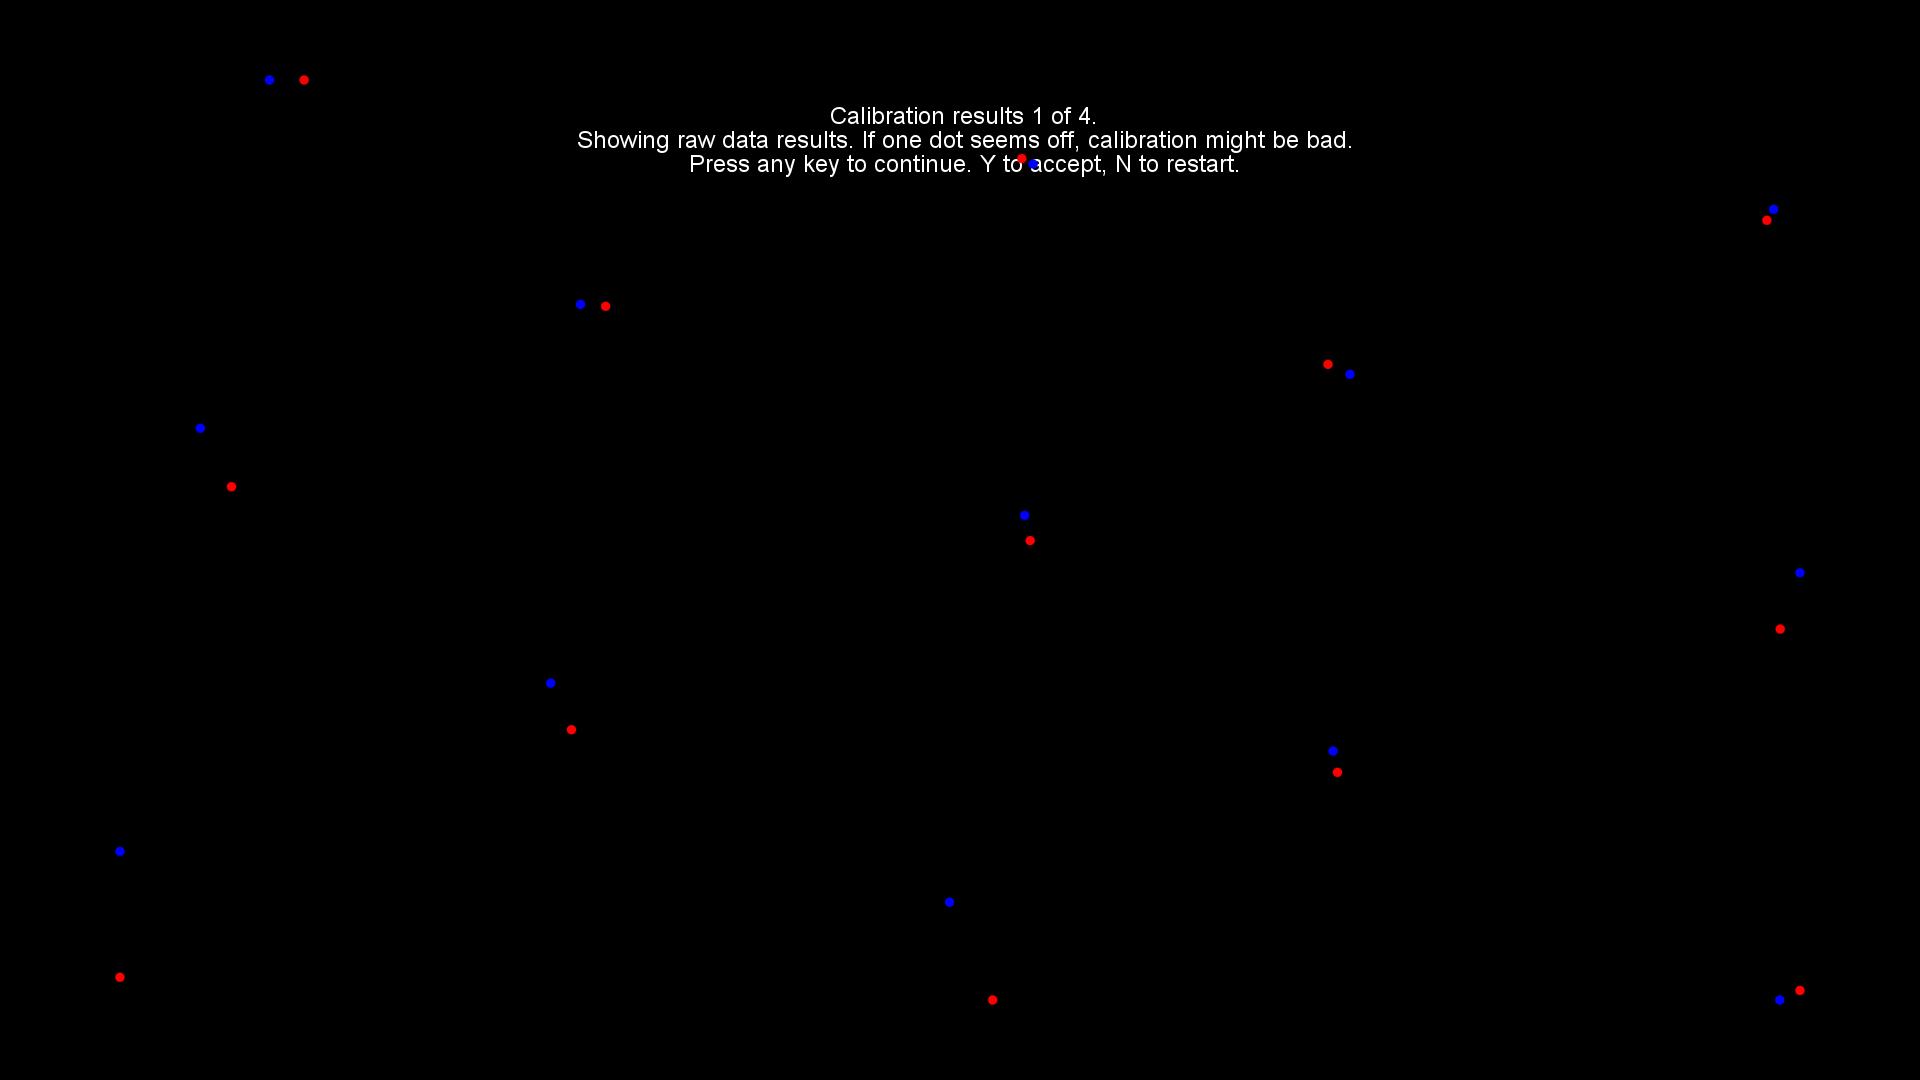 Calibration results 1 of 4.
Showing raw data results. If one dot seems off, calibration might be bad.
Press any key to continue. Y to accept, N to restart.